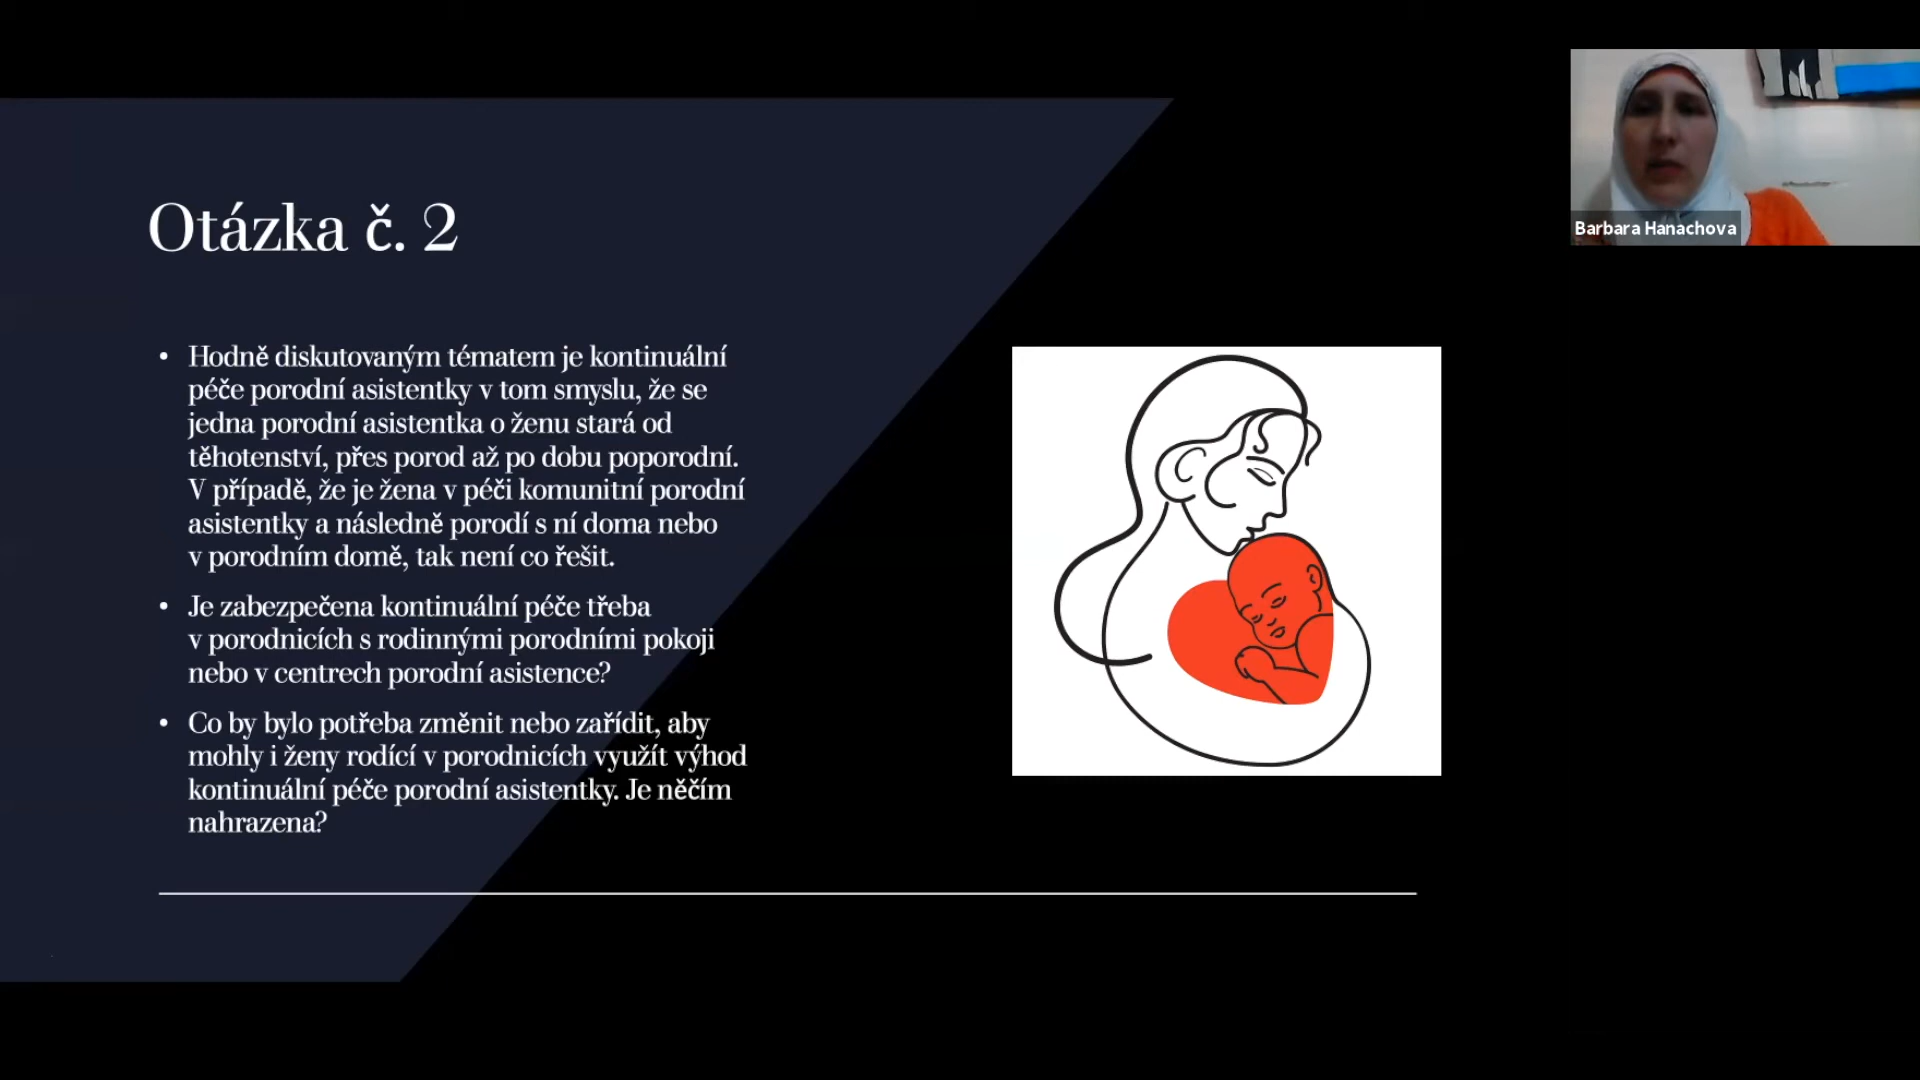 Otázka č. 2
• Hodně diskutovaným tématem je kontinuální
péče porodní asistentky v tom smyslu, že se
jedna porodní asistentka o ženu stará od
těhotenství, přes porod až po dobu poporodní.
V případě, že je žena v péči komunitní porodní
asistentky a následně porodí s ní doma nebo
v porodním domě, tak není co řešit.
• Je zabezpečena kontinuální péče třeba
v porodnicích s rodinnými porodními pokoji
nebo v centrech porodní asistence?
• Co by bylo potřeba změnit nebo zařídit, aby
mohly i ženy rodící v porodnicích využít výhod
kontinuální péče porodní asistentky. Je něčím
nahrazena?
Barbara Hanachova